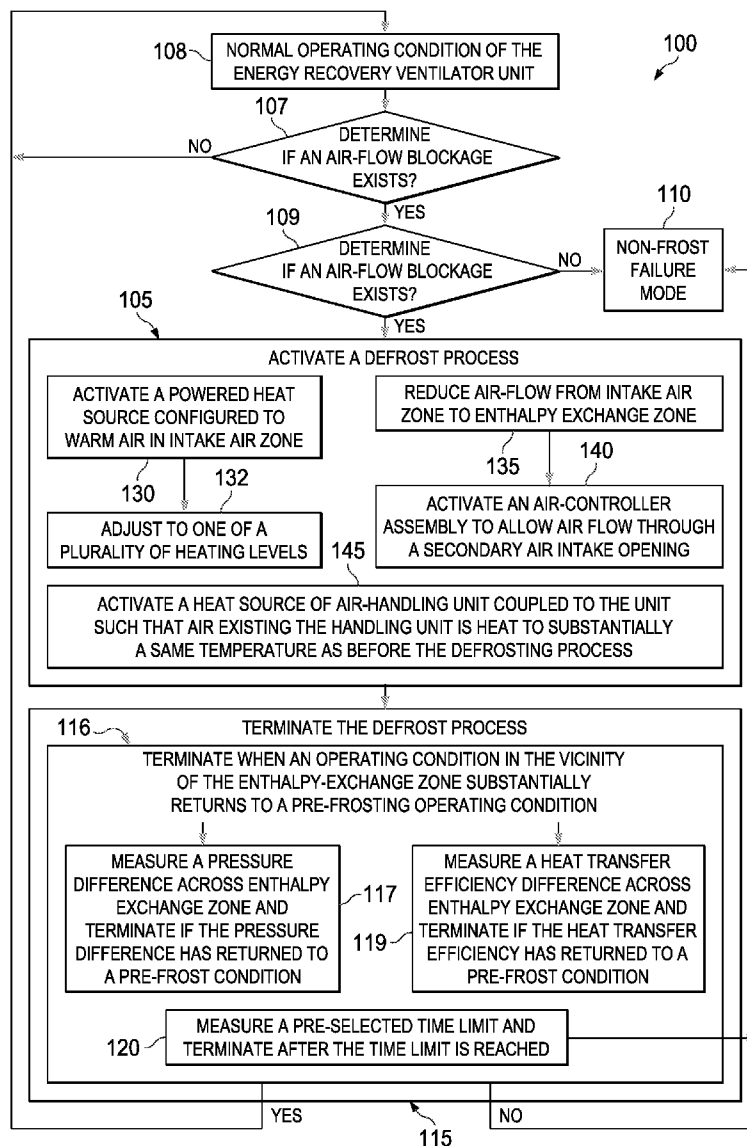 108
NORMAL OPERATING CONDITION OF THE
ENERGY RECOVERY VENTILATOR UNIT
100
107
DETERMINE
IF AN AIR-FLOW BLOCKAGE
EXISTS?
NO
YES
109
DETERMINE
IF AN AIR-FLOW BLOCKAGE
EXISTS?
NO
YES
110
NON-FROST
FAILURE
MODE
105
ACTIVATE A DEFROST PROCESS
ACTIVATE A POWERED HEAT
SOURCE CONFIGURED TO
WARM AIR IN INTAKE AIR ZONE
130
132
ADJUST TO ONE OF A
PLURALITY OF HEATING LEVELS
REDUCE AIR-FLOW FROM INTAKE AIR
ZONE TO ENTHALPY EXCHANGE ZONE
135
140
ACTIVATE AN AIR-CONTROLLER
ASSEMBLY TO ALLOW AIR FLOW THROUGH
A SECONDARY AIR INTAKE OPENING
145
ACTIVATE A HEAT SOURCE OF AIR-HANDLING UNIT COUPLED TO THE UNIT
SUCH THAT AIR EXISTING THE HANDLING UNIT IS HEAT TO SUBSTANTIALLY
A SAME TEMPERATURE AS BEFORE THE DEFROSTING PROCESS
TERMINATE THE DEFROST PROCESS
116
TERMINATE WHEN AN OPERATING CONDITION IN THE VICINITY
OF THE ENTHALPY-EXCHANGE ZONE SUBSTANTIALLY
RETURNS TO A PRE-FROSTING OPERATING CONDITION
MEASURE A PRESSURE
DIFFERENCE ACROSS ENTHALPY
EXCHANGE ZONE AND
TERMINATE IF THE PRESSURE
DIFFERENCE HAS RETURNED TO
A PRE-FROST CONDITION
117
MEASURE A HEAT TRANSFER
EFFICIENCY DIFFERENCE ACROSS
ENTHALPY EXCHANGE ZONE AND
TERMINATE IF THE HEAT TRANSFER
EFFICIENCY HAS RETURNED TO A
PRE-FROST CONDITION
119
120
MEASURE A PRE-SELECTED TIME LIMIT AND
TERMINATE AFTER THE TIME LIMIT IS REACHED
YES
NO
115